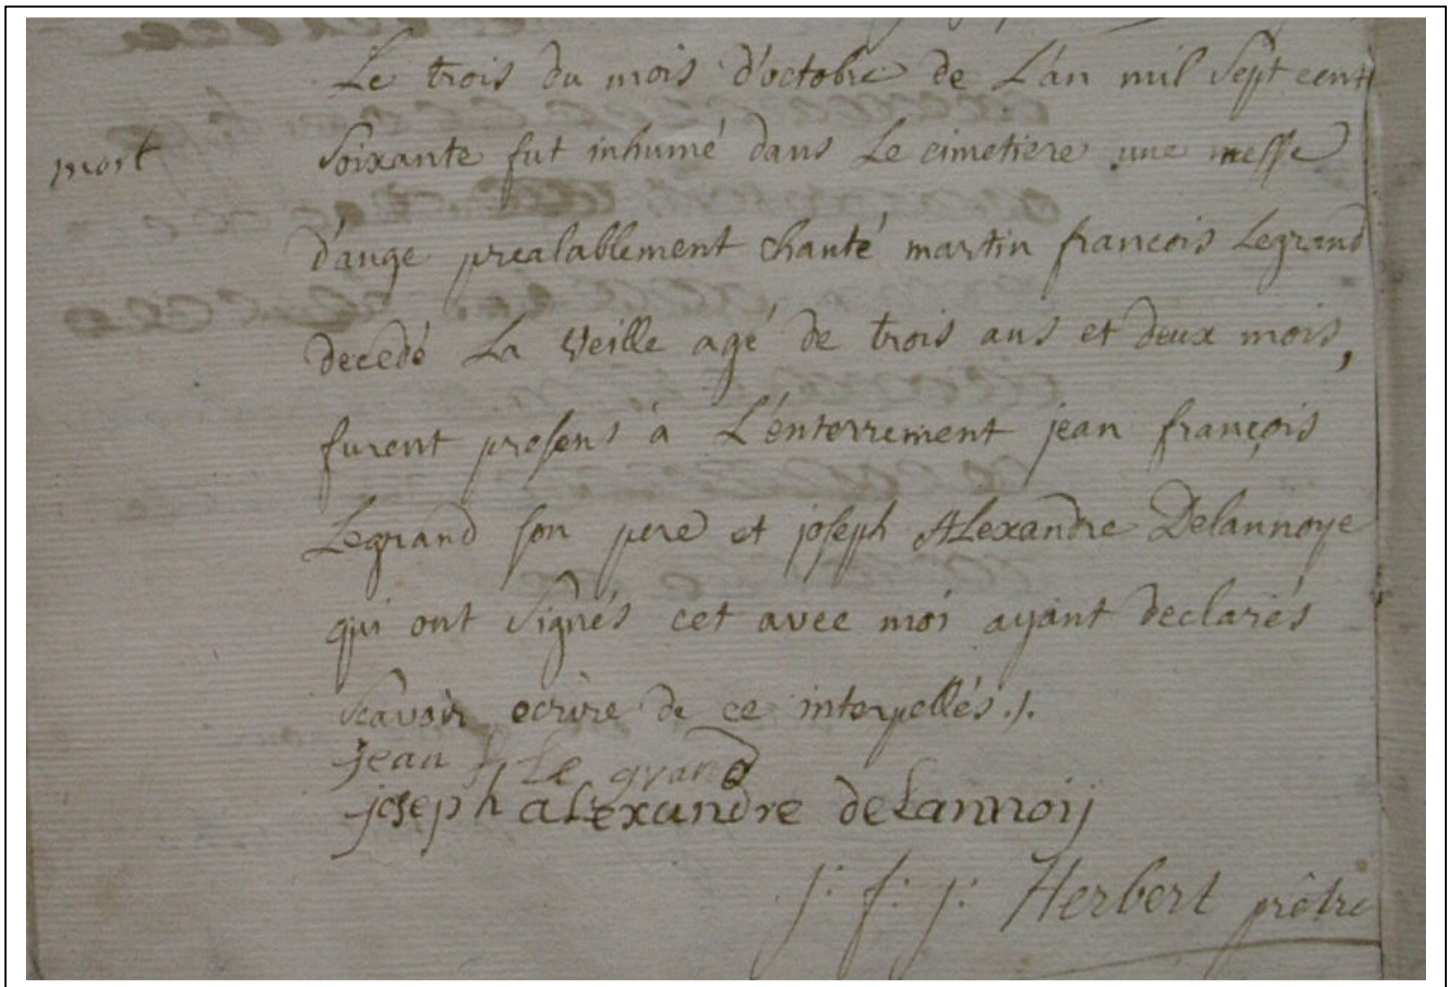 Le trois du mois d'octobre de L'an mil sept cent
mort
soixante fut inhumé dans Le cimetiere une messe
d'ange prealablement chanté martin francois Legrand
decedé La veille agé de trois ans et deux mois,
furent presens à L'énterrement jean françois
Legrand son pere et joseph ALexandre Delannoye
qui ont signés cet avec moi ayant declarés
scavoir ecrire de ce interpellés ./.
jean f Le grand
joseph aLexandre deLannoij
j: f: j: Herbert prêtre